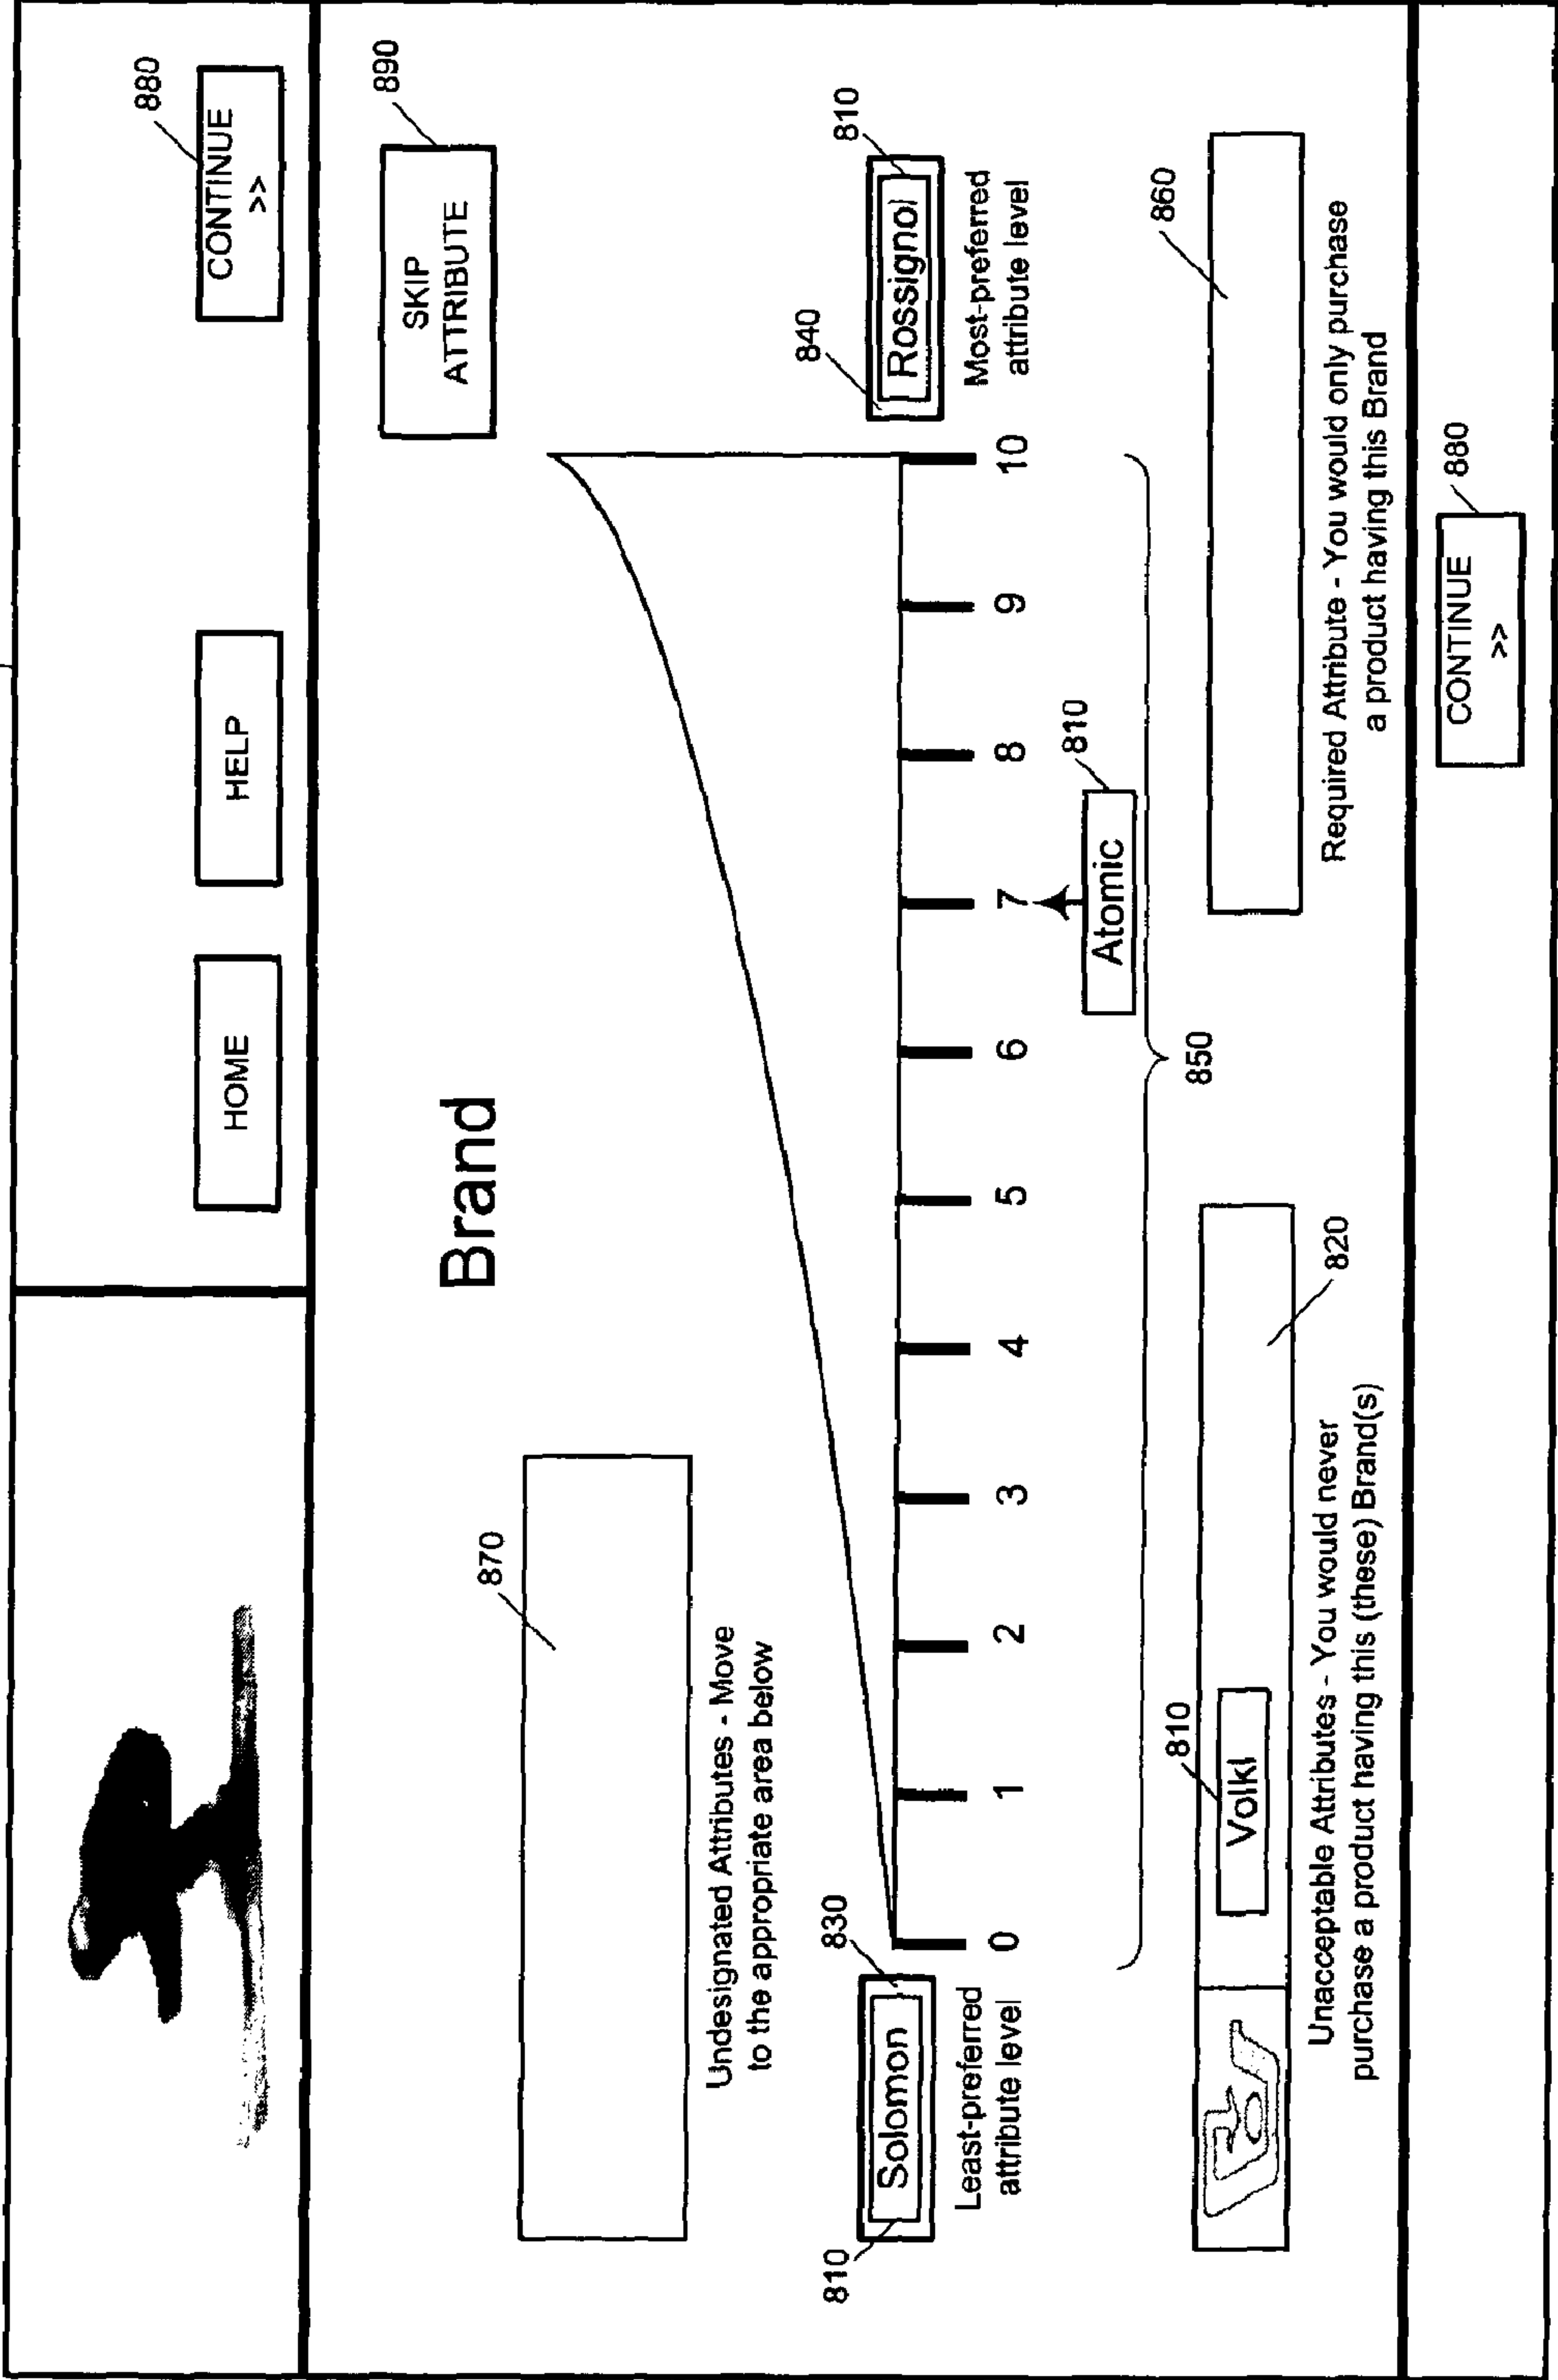 880
HOME
HELP
CONTINUE
>>
890
Brand
SKIP
ATTRIBUTE
870
Undesignated Attributes - Move
to the appropriate area below
810
830
840
810
Solomon
Rossignol
Least-preferred
attribute level
Most-preferred
attribute level
0 1 2 3 4 5 6 7 8 9 10
810
Atomic
850
810
860
Volkl
820
Unacceptable Attributes - You would never
purchase a product having this (these) Brand(s)
Required Attribute - You would only purchase
a product having this Brand
880
CONTINUE
>>